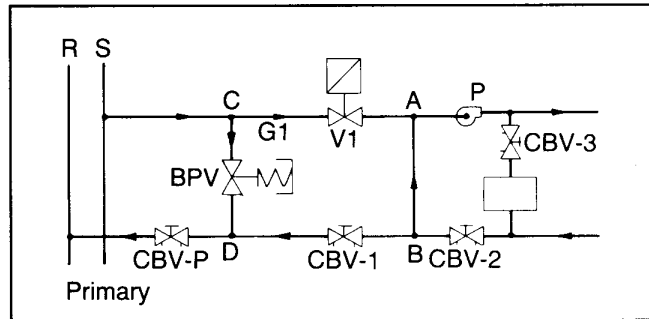 R S
C
A
P
G1
V1
CBV-3
BPV
CBV-P
D
CBV-1
B
CBV-2
Primary